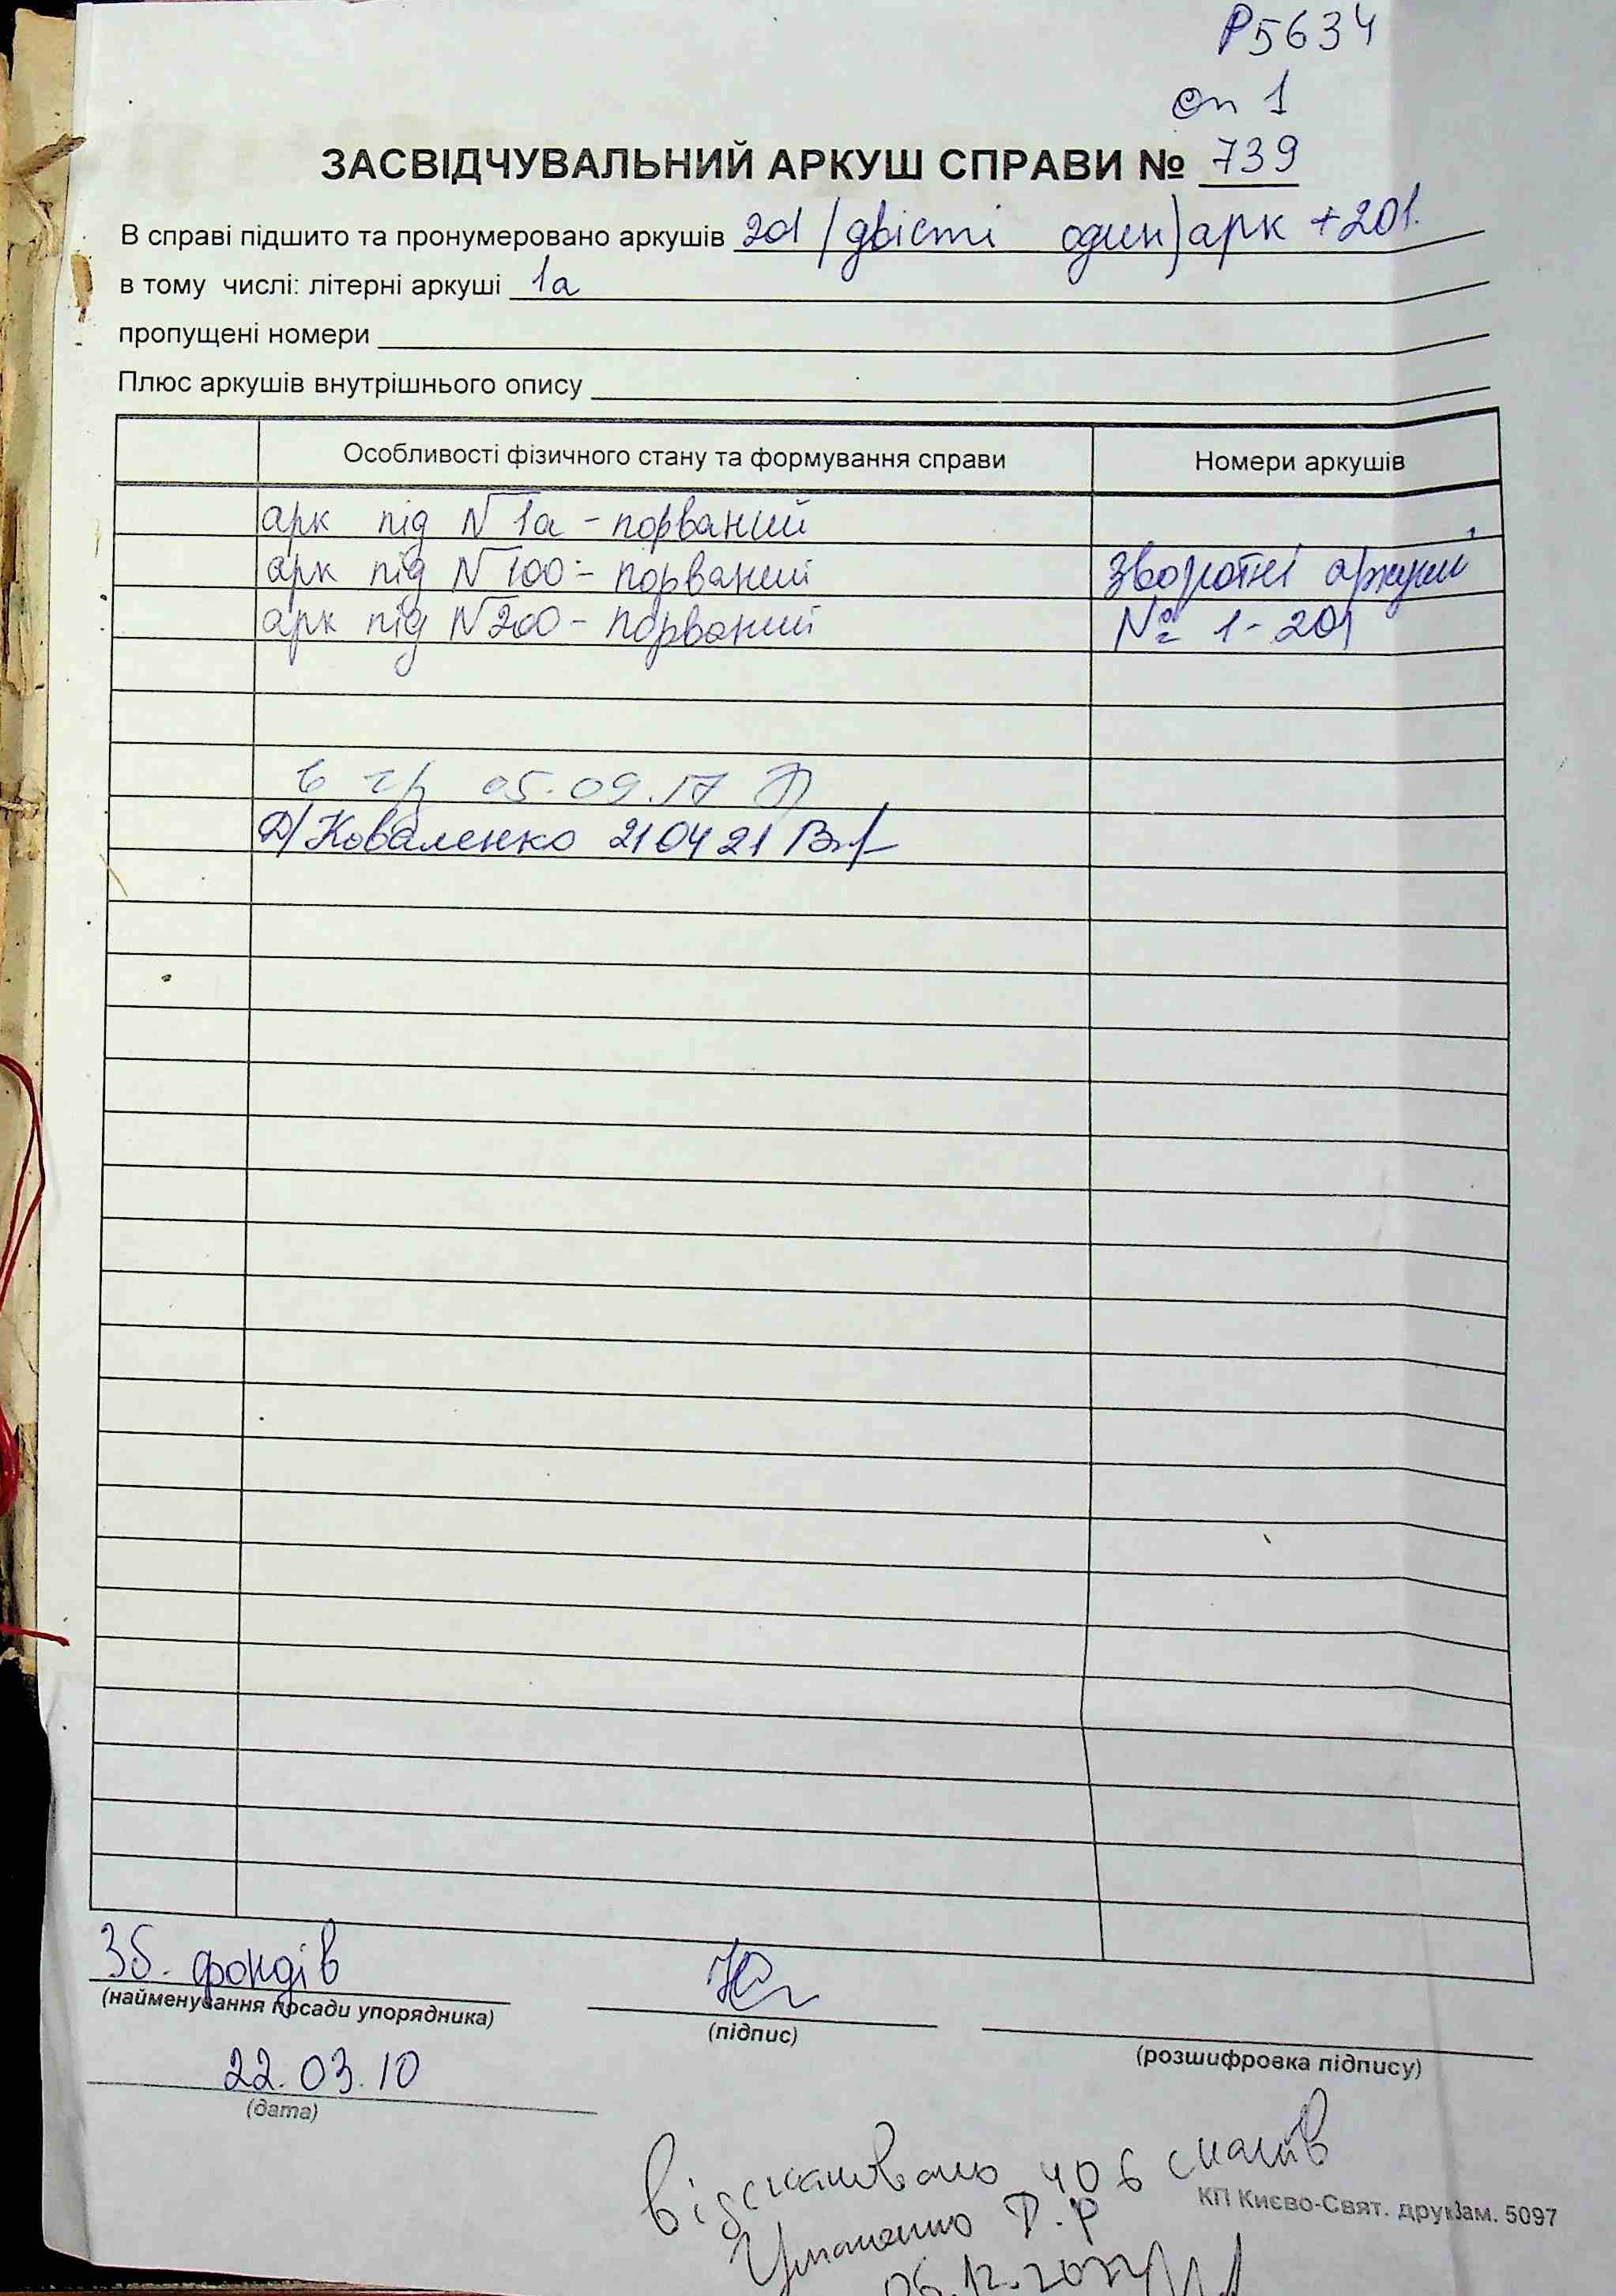 Р5634
оп 1
ЗАСВІДЧУВАЛЬНИЙ АРКУШ СПРАВИ № 739
В справі підшито та пронумеровано аркушів 201 (двісті один) арк +201.
в тому числі: літерні аркуші 1а
пропущені номери
Плюс аркушів внутрішнього опису
Особливості фізичного стану та формування справи Номери аркушів
арк під N 1а - порваний
арк під N 100 - порваний зворотні аркуші
арк під N 200 - порваний № 1-201
05.09.17
Д/Коваленко 21 04 21
Зб. фондів
(найменування посади упорядника) (підпис) (розшифровка підпису)
22.03.10
(дата)
Відскановано 406 сканів
Д.Р
КП Києво-Свят. друк Зам. 5097
06.12.